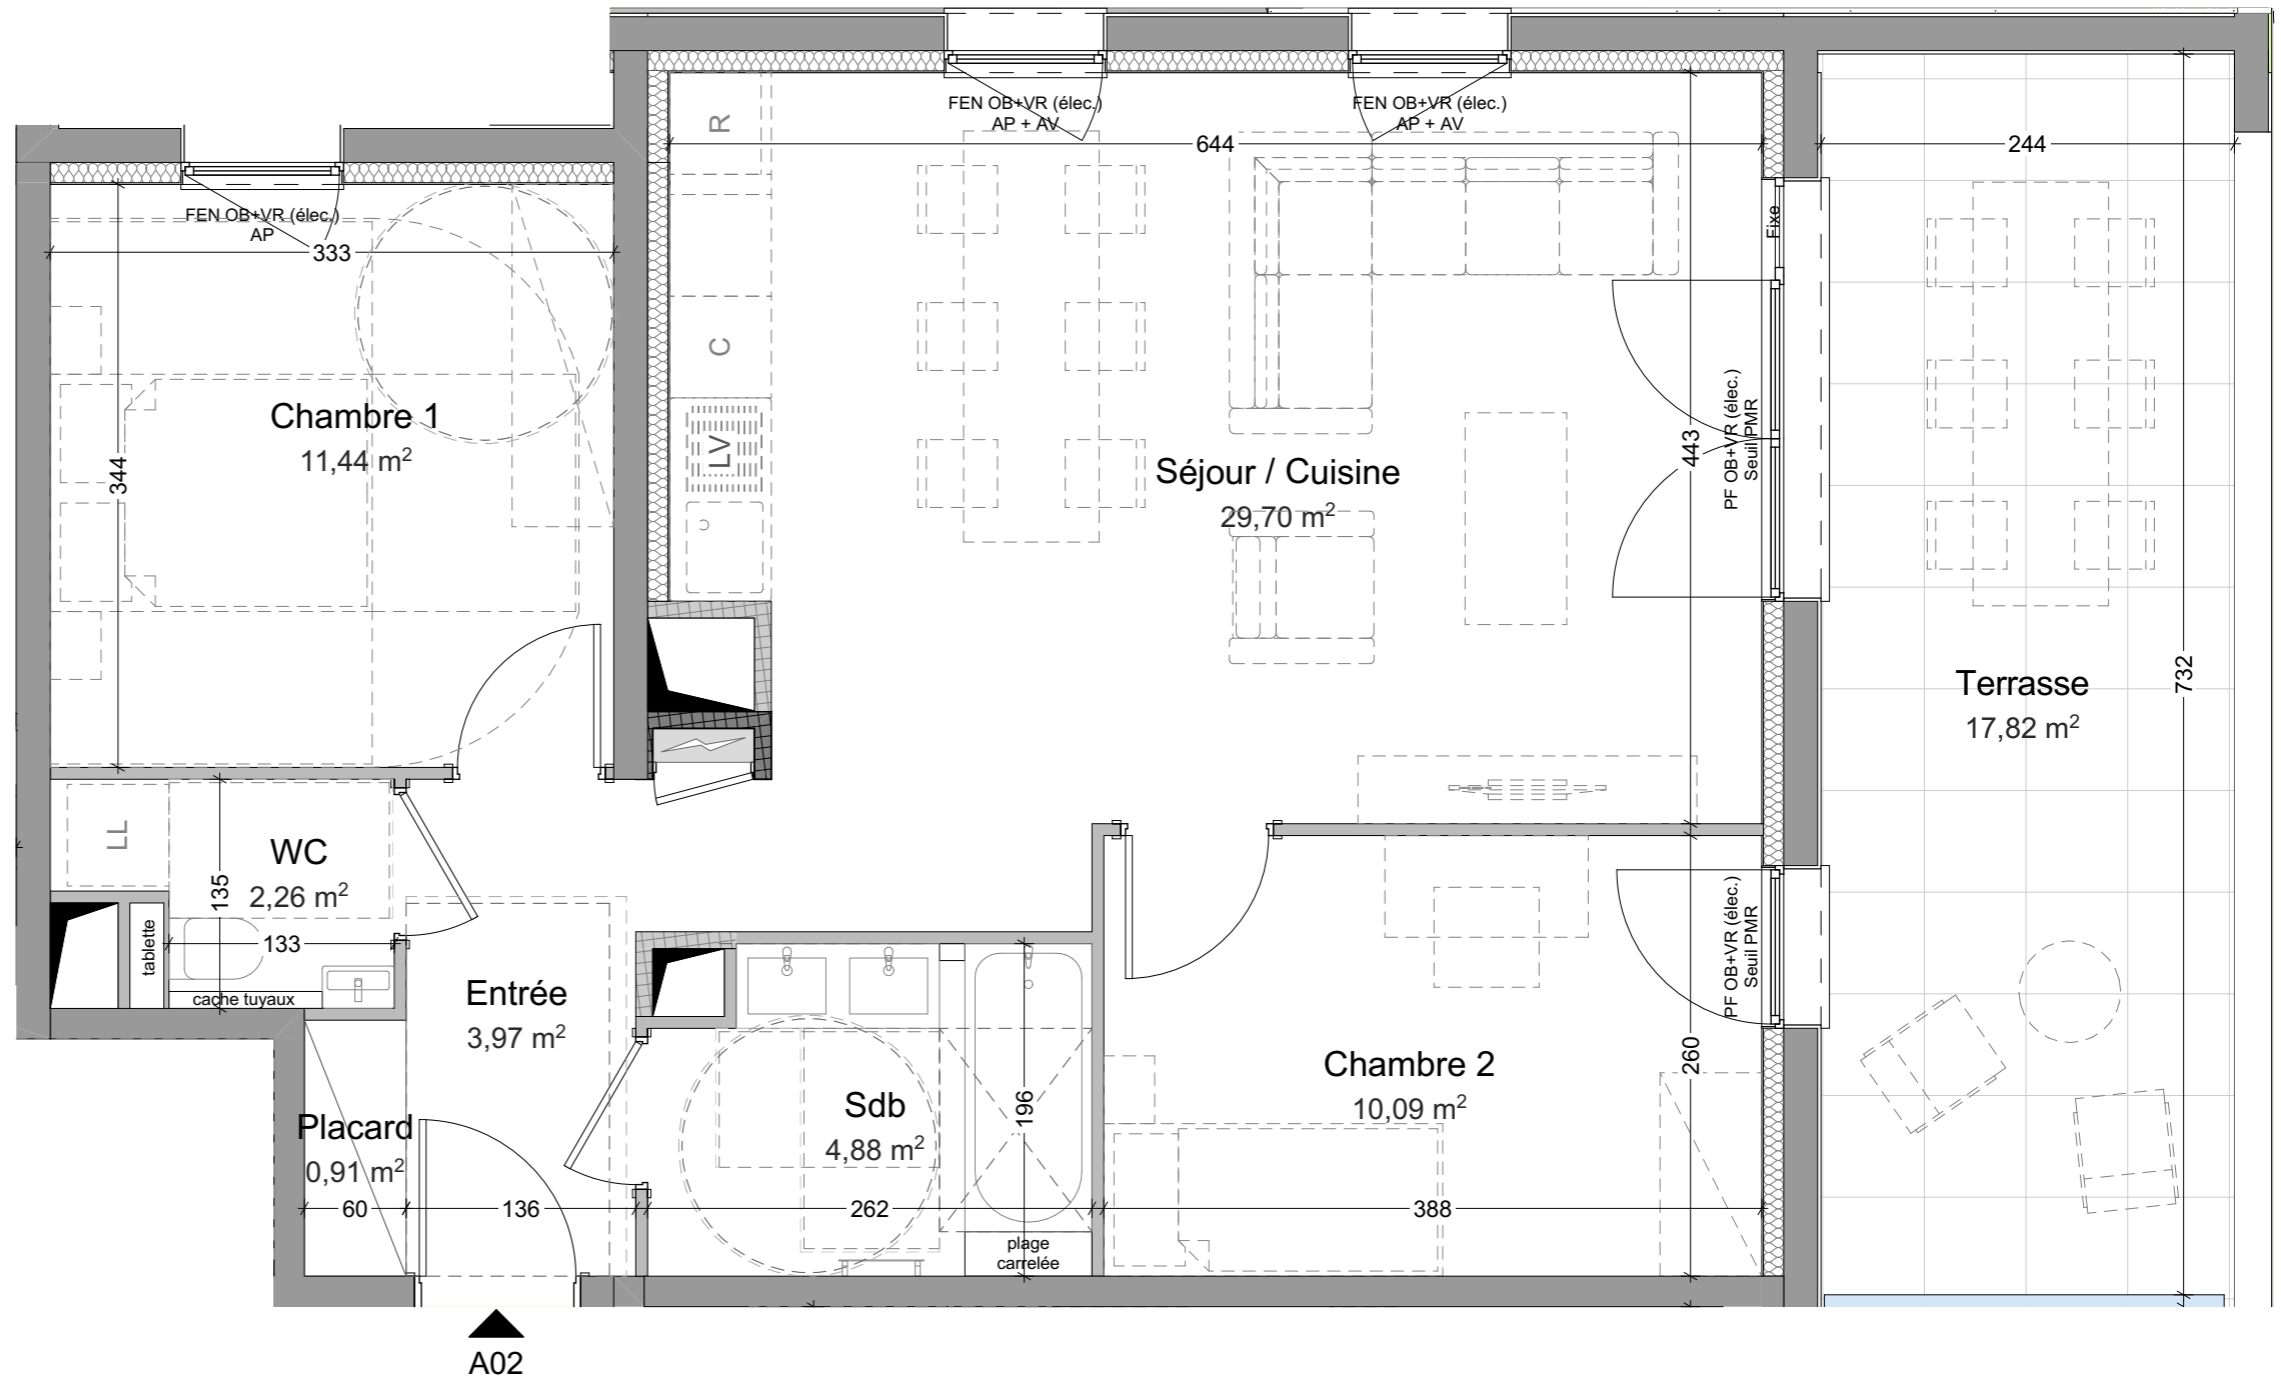 FEN OB+VR (élec.)
AP + AV
FEN OB+VR (élec.)
AP + AV
R
644
244
FEN OB+VR (élec.)
AP
333
Fixe
C
Chambre 1
11,44 m²
344
LV
Séjour / Cuisine
29,70 m²
443
PF OB+VR (élec.)
Seuil PMR
Terrasse
17,82 m²
732
LL
WC
2,26 m²
135
tablette
133
cache tuyaux
Entrée
3,97 m²
PF OB+VR (élec.)
Seuil PMR
Chambre 2
10,09 m²
260
Sdb
4,88 m²
196
Placard
0,91 m²
60
136
262
388
plage
carrelée
A02